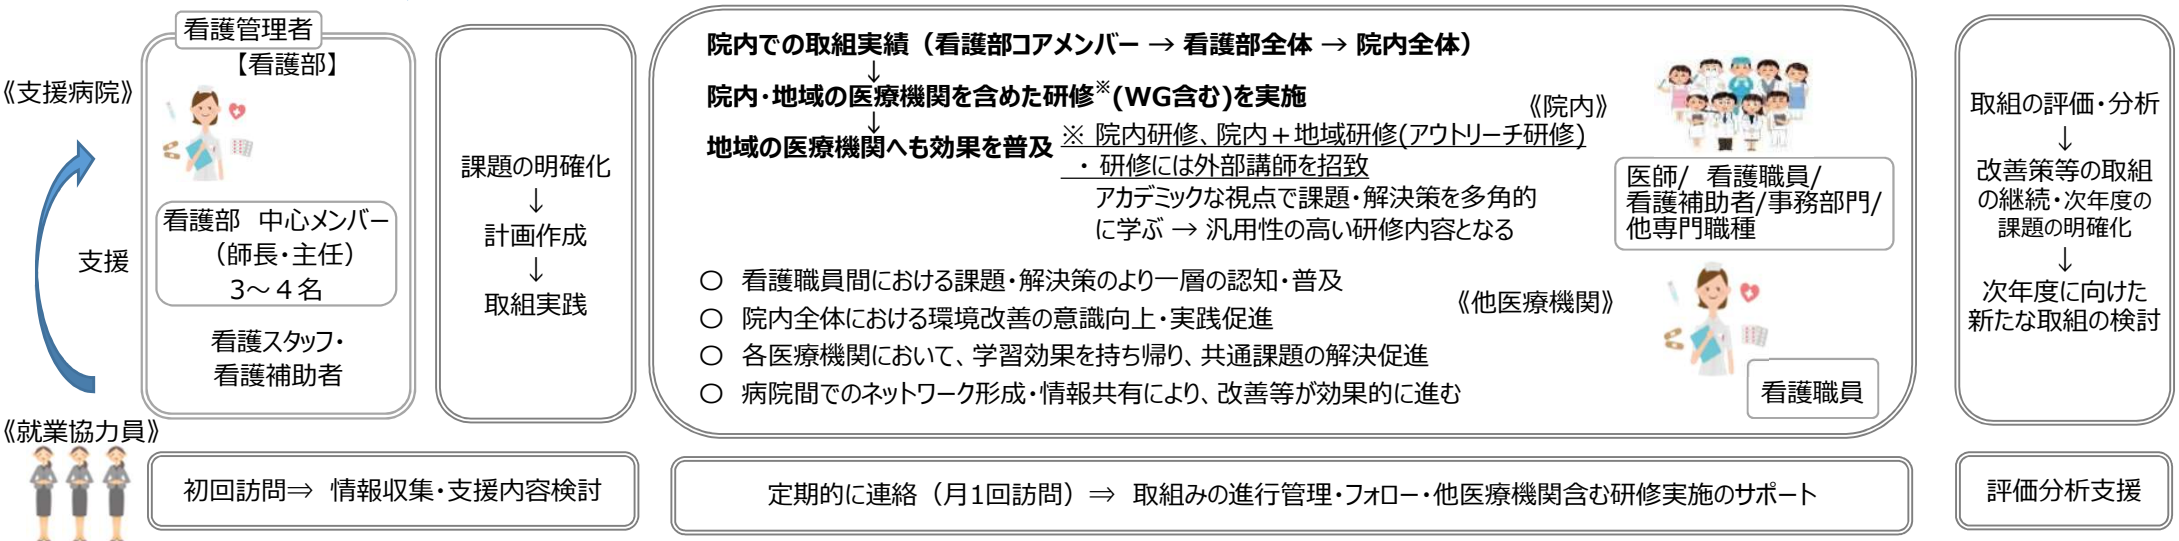 看護管理者
【看護部】
《支援病院》
支援
看護部 中心メンバー
(師長・主任)
3～４名
看護スタッフ・
看護補助者
《就業協力員》
課題の明確化
↓
計画作成
↓
取組実践
院内での取組実績（看護部コアメンバー → 看護部全体 → 院内全体）
↓
院内・地域の医療機関を含めた研修※(WG含む)を実施
↓
地域の医療機関へも効果を普及
※ 院内研修、院内＋地域研修(アウトリーチ研修)
・ 研修には外部講師を招致
アカデミックな視点で課題・解決策を多角的
に学ぶ → 汎用性の高い研修内容となる
《院内》
医師/ 看護職員/
看護補助者/事務部門/
他専門職種
○ 看護職員間における課題・解決策のより一層の認知・普及
○ 院内全体における環境改善の意識向上・実践促進
○ 各医療機関において、学習効果を持ち帰り、共通課題の解決促進
○ 病院間でのネットワーク形成・情報共有により、改善等が効果的に進む
《他医療機関》
看護職員
取組の評価・分析
↓
改善策等の取組
の継続・次年度の
課題の明確化
↓
次年度に向けた
新たな取組の検討
初回訪問⇒ 情報収集・支援内容検討
定期的に連絡（月1回訪問）⇒ 取組みの進行管理・フォロー・他医療機関含む研修実施のサポート
評価分析支援